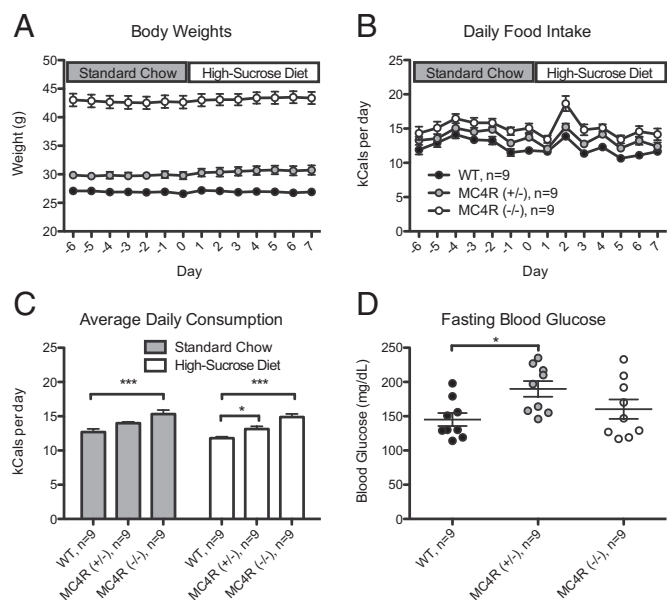 A
Body Weights
Standard Chow
High-Sucrose Diet
Weight (g)
50
45
40
35
30
25
20
-6 -5 -4 -3 -2 -1 0 1 2 3 4 5 6 7
Day
B
Daily Food Intake
Standard Chow
High-Sucrose Diet
kCals per day
25
20
15
10
5
0
WT, n=9
MC4R (+/-), n=9
MC4R (-/-), n=9
-6 -5 -4 -3 -2 -1 0 1 2 3 4 5 6 7
Day
C
Average Daily Consumption
Standard Chow
High-Sucrose Diet
kCals per day
25
20
15
10
5
0
***
***
*
WT, n=9
MC4R (+/-), n=9
MC4R (-/-), n=9
WT, n=9
MC4R (+/-), n=9
MC4R (-/-), n=9
D
Fasting Blood Glucose
Blood Glucose (mg/dL)
250
200
150
100
50
0
*
WT, n=9
MC4R (+/-), n=9
MC4R (-/-), n=9